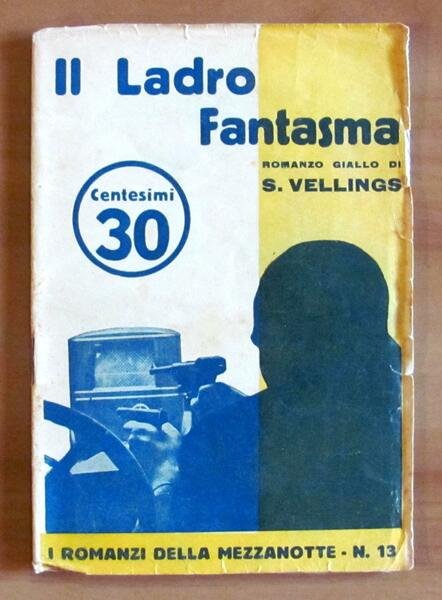 Il Ladro
Fantasma
ROMANZO GIALLO DI
S. VELLINGS
Centesimi
30
I ROMANZI DELLA MEZZANOTTE - N. 13